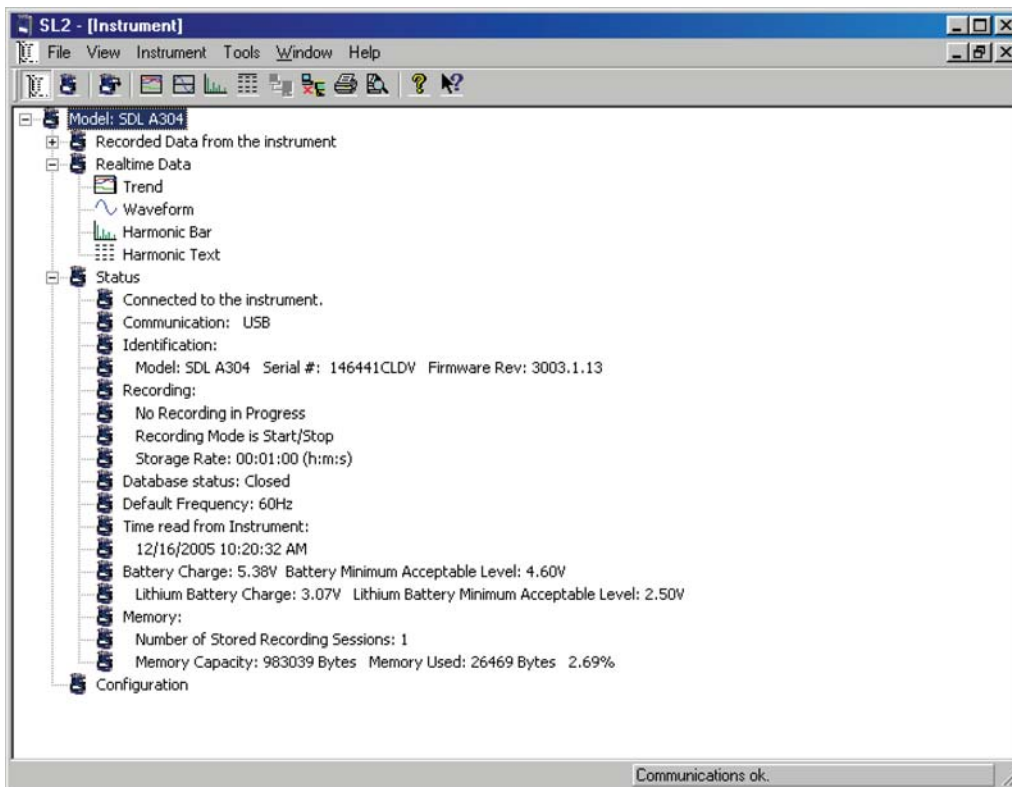 SL2 - [Instrument]
File View Instrument Tools Window Help
Model: SDL A304
Recorded Data from the instrument
Realtime Data
Trend
Waveform
Harmonic Bar
Harmonic Text
Status
Connected to the instrument.
Communication: USB
Identification:
Model: SDL A304 Serial #: 146441CLDV Firmware Rev: 3003.1.13
Recording:
No Recording in Progress
Recording Mode is Start/Stop
Storage Rate: 00:01:00 (h:m:s)
Database status: Closed
Default Frequency: 60Hz
Time read from Instrument:
12/16/2005 10:20:32 AM
Battery Charge: 5.38V Battery Minimum Acceptable Level: 4.60V
Lithium Battery Charge: 3.07V Lithium Battery Minimum Acceptable Level: 2.50V
Memory:
Number of Stored Recording Sessions: 1
Memory Capacity: 983039 Bytes Memory Used: 26469 Bytes 2.69%
Configuration
Communications ok.